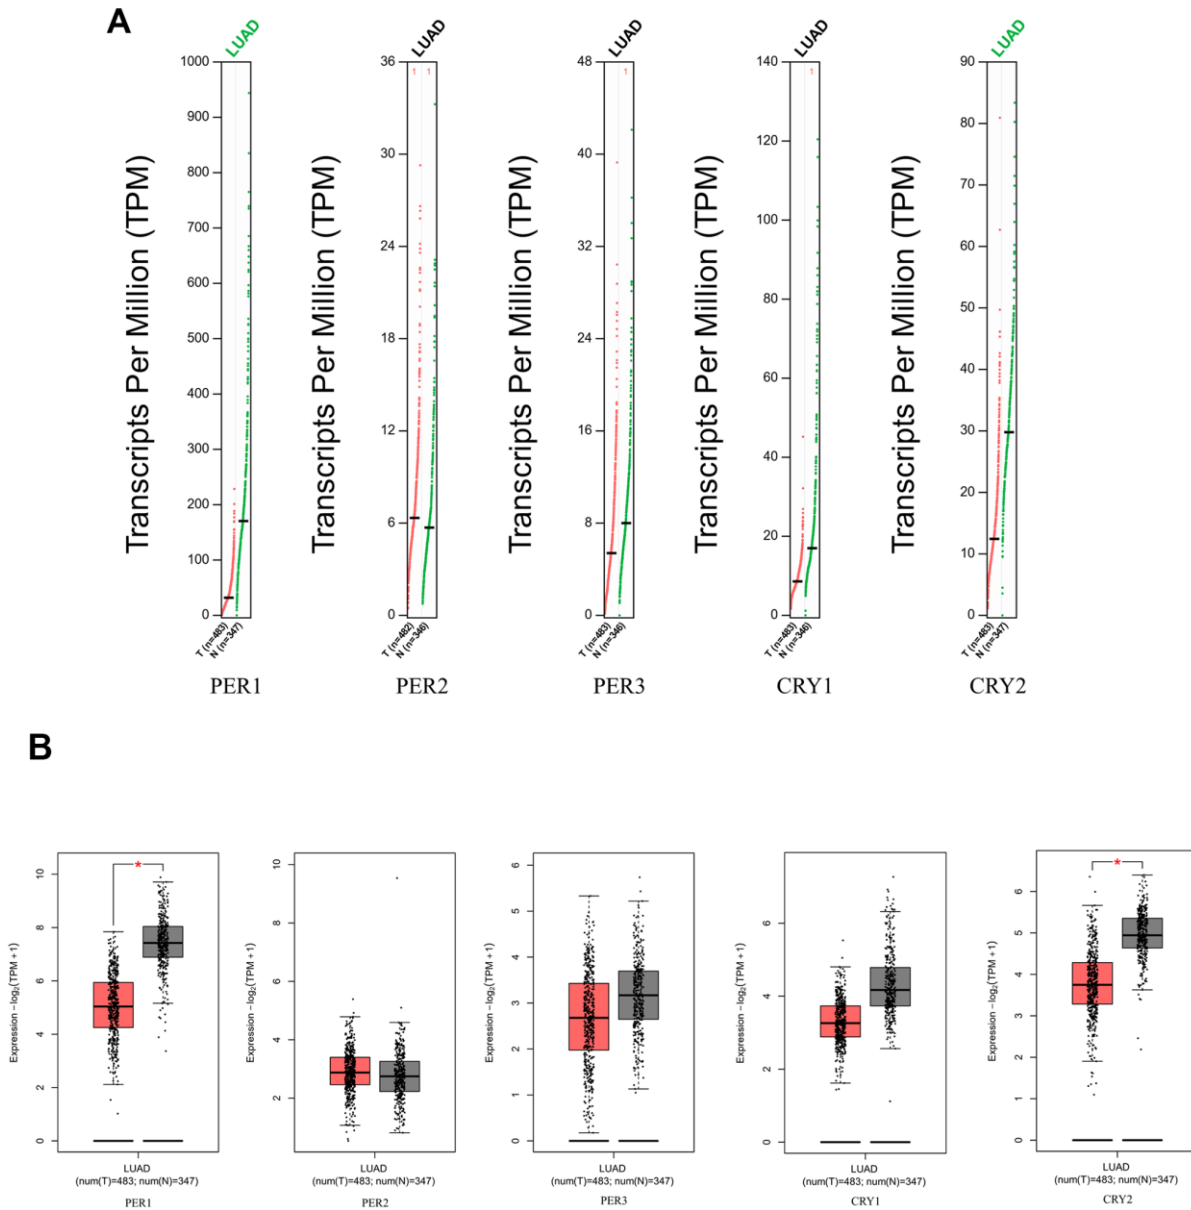 A
LUAD LUAD LUAD LUAD LUAD
Transcripts Per Million (TPM)
1000
900
800
700
600
500
400
300
200
100
0
T (n=483)
N (n=347)
PER1
Transcripts Per Million (TPM)
36
30
24
18
12
6
0
1 1
T (n=482)
N (n=346)
PER2
Transcripts Per Million (TPM)
48
40
32
24
16
8
0
1
T (n=483)
N (n=346)
PER3
Transcripts Per Million (TPM)
140
120
100
80
60
40
20
0
1
T (n=483)
N (n=346)
CRY1
Transcripts Per Million (TPM)
90
80
70
60
50
40
30
20
10
0
T (n=483)
N (n=347)
CRY2
B
Expression − log₂(TPM + 1)
10
8
6
4
2
0
*
LUAD
(num(T)=483; num(N)=347)
PER1
Expression − log₂(TPM + 1)
10
8
6
4
2
LUAD
(num(T)=483; num(N)=347)
PER2
Expression − log₂(TPM + 1)
6
5
4
3
2
1
0
LUAD
(num(T)=483; num(N)=347)
PER3
Expression − log₂(TPM + 1)
6
4
2
0
LUAD
(num(T)=483; num(N)=347)
CRY1
Expression − log₂(TPM + 1)
6
5
4
3
2
1
0
*
LUAD
(num(T)=483; num(N)=347)
CRY2